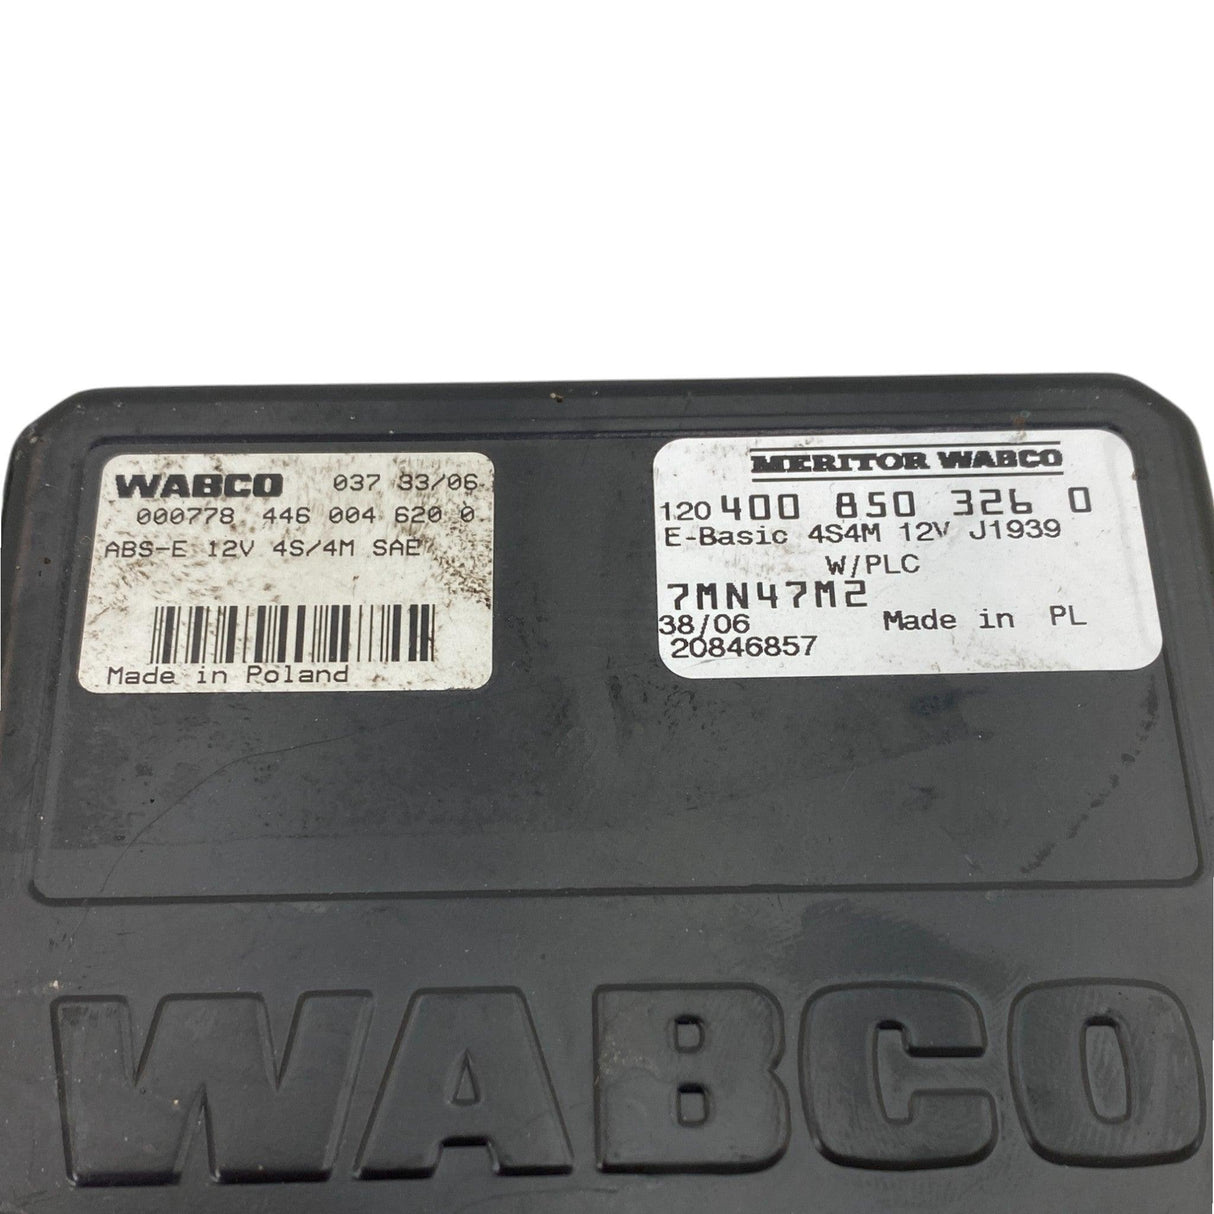 WABCO 037 33/06
000778 446 004 620 0
ABS-E 12V 4S/4M SAE
Made in Poland
MERITOR WABCO
120 400 850 326 0
E-Basic 4S4M 12V J1939
W/PLC
7MN47M2
38/06 Made in PL
20846857
WABCO